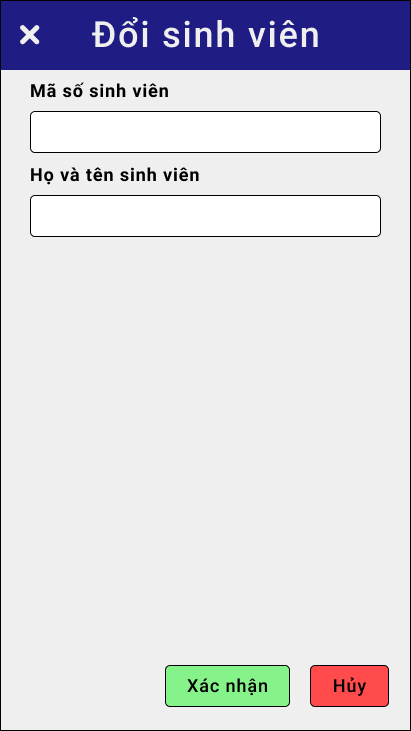 Đổi sinh viên
Mã số sinh viên
Họ và tên sinh viên
Xác nhận
Hủy